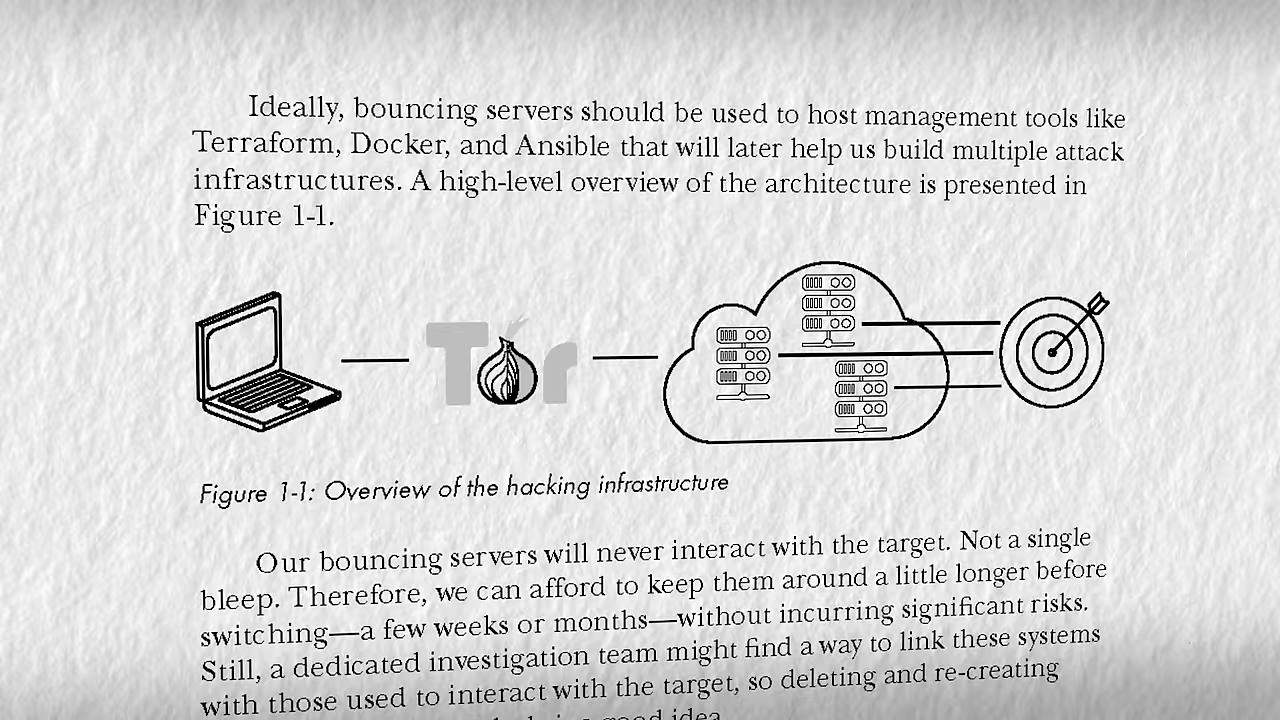 Ideally, bouncing servers should be used to host management tools like
Terraform, Docker, and Ansible that will later help us build multiple attack
infrastructures. A high-level overview of the architecture is presented in
Figure 1-1.
Tor
Figure 1-1: Overview of the hacking infrastructure
Our bouncing servers will never interact with the target. Not a single
bleep. Therefore, we can afford to keep them around a little longer before
switching—a few weeks or months—without incurring significant risks.
Still, a dedicated investigation team might find a way to link these systems
with those used to interact with the target, so deleting and re-creating
good idea